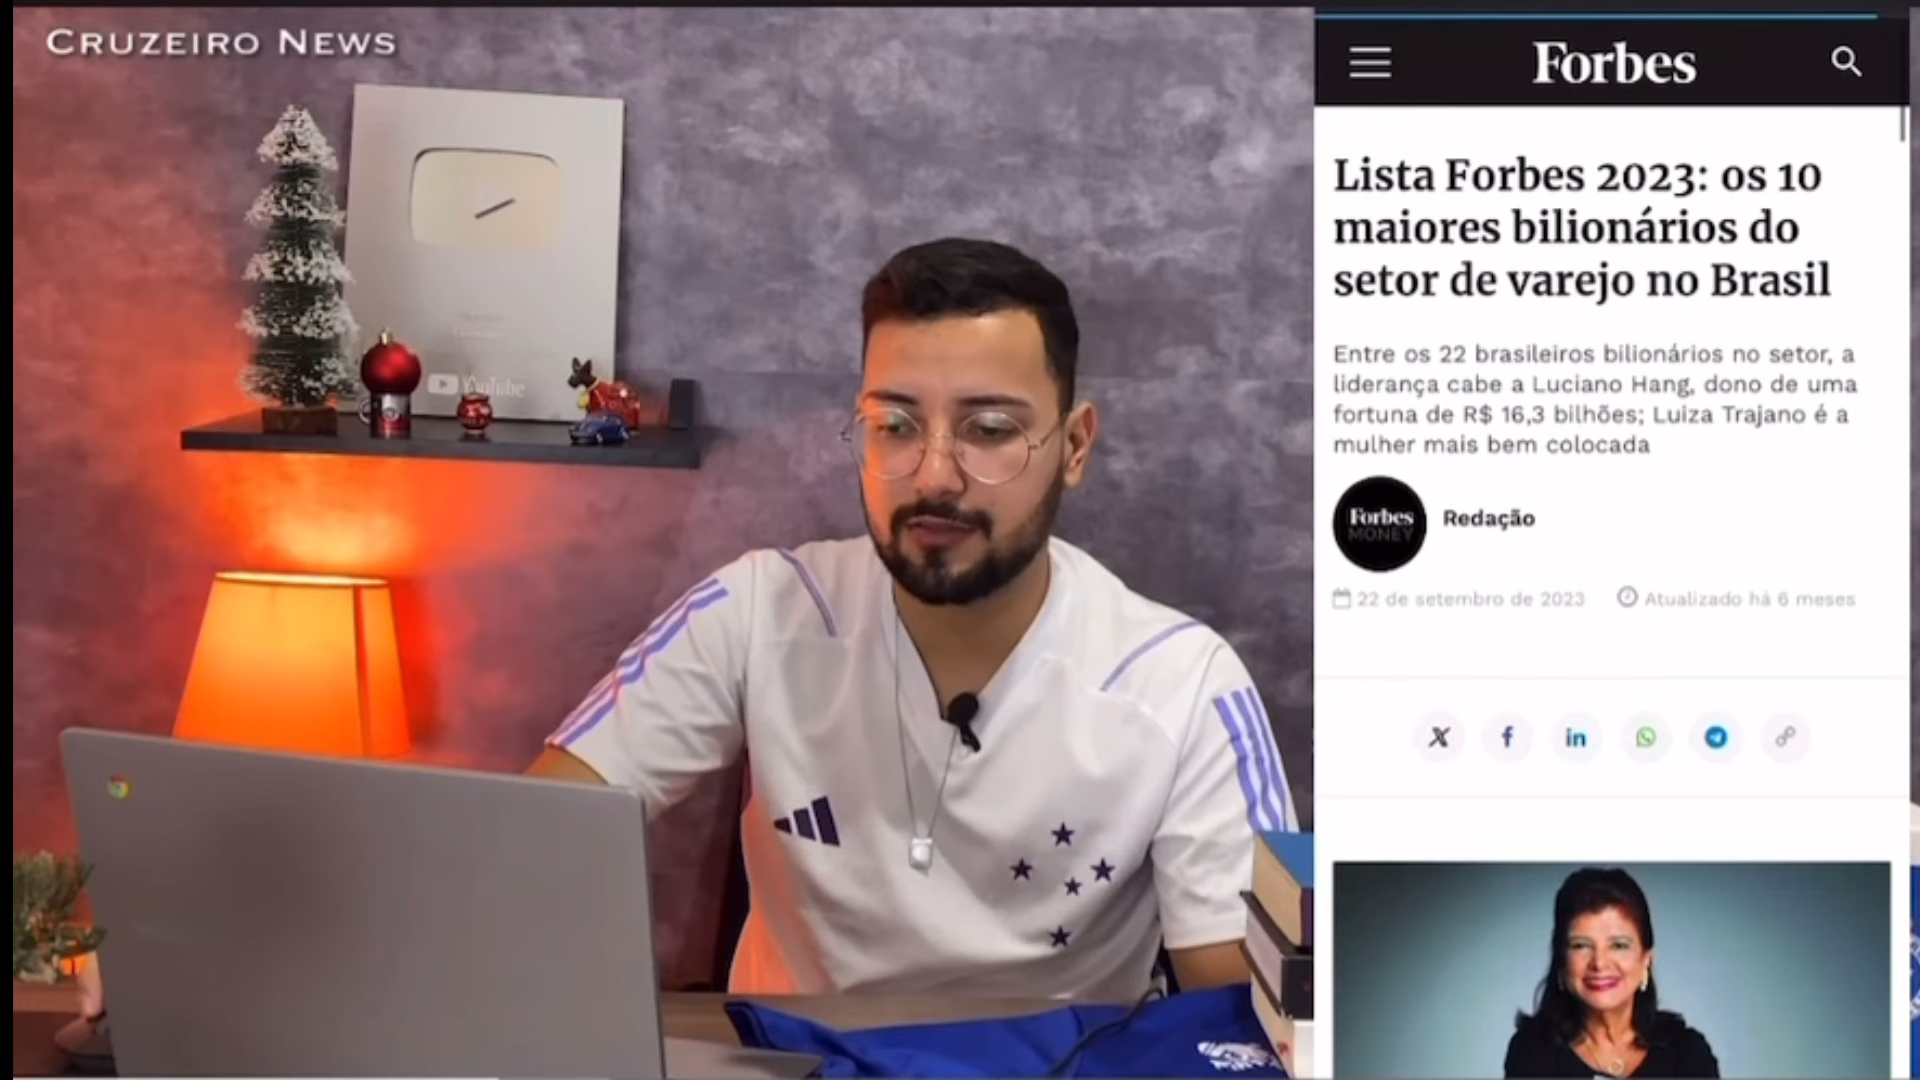 CRUZEIRO NEWS
YouTube
Forbes
Lista Forbes 2023: os 10
maiores bilionários do
setor de varejo no Brasil
Entre os 22 brasileiros bilionários no setor, a
liderança cabe a Luciano Hang, dono de uma
fortuna de R$ 16,3 bilhões; Luiza Trajano é a
mulher mais bem colocada
Forbes
MONEY
Redação
22 de setembro de 2023
Atualizado há 6 meses